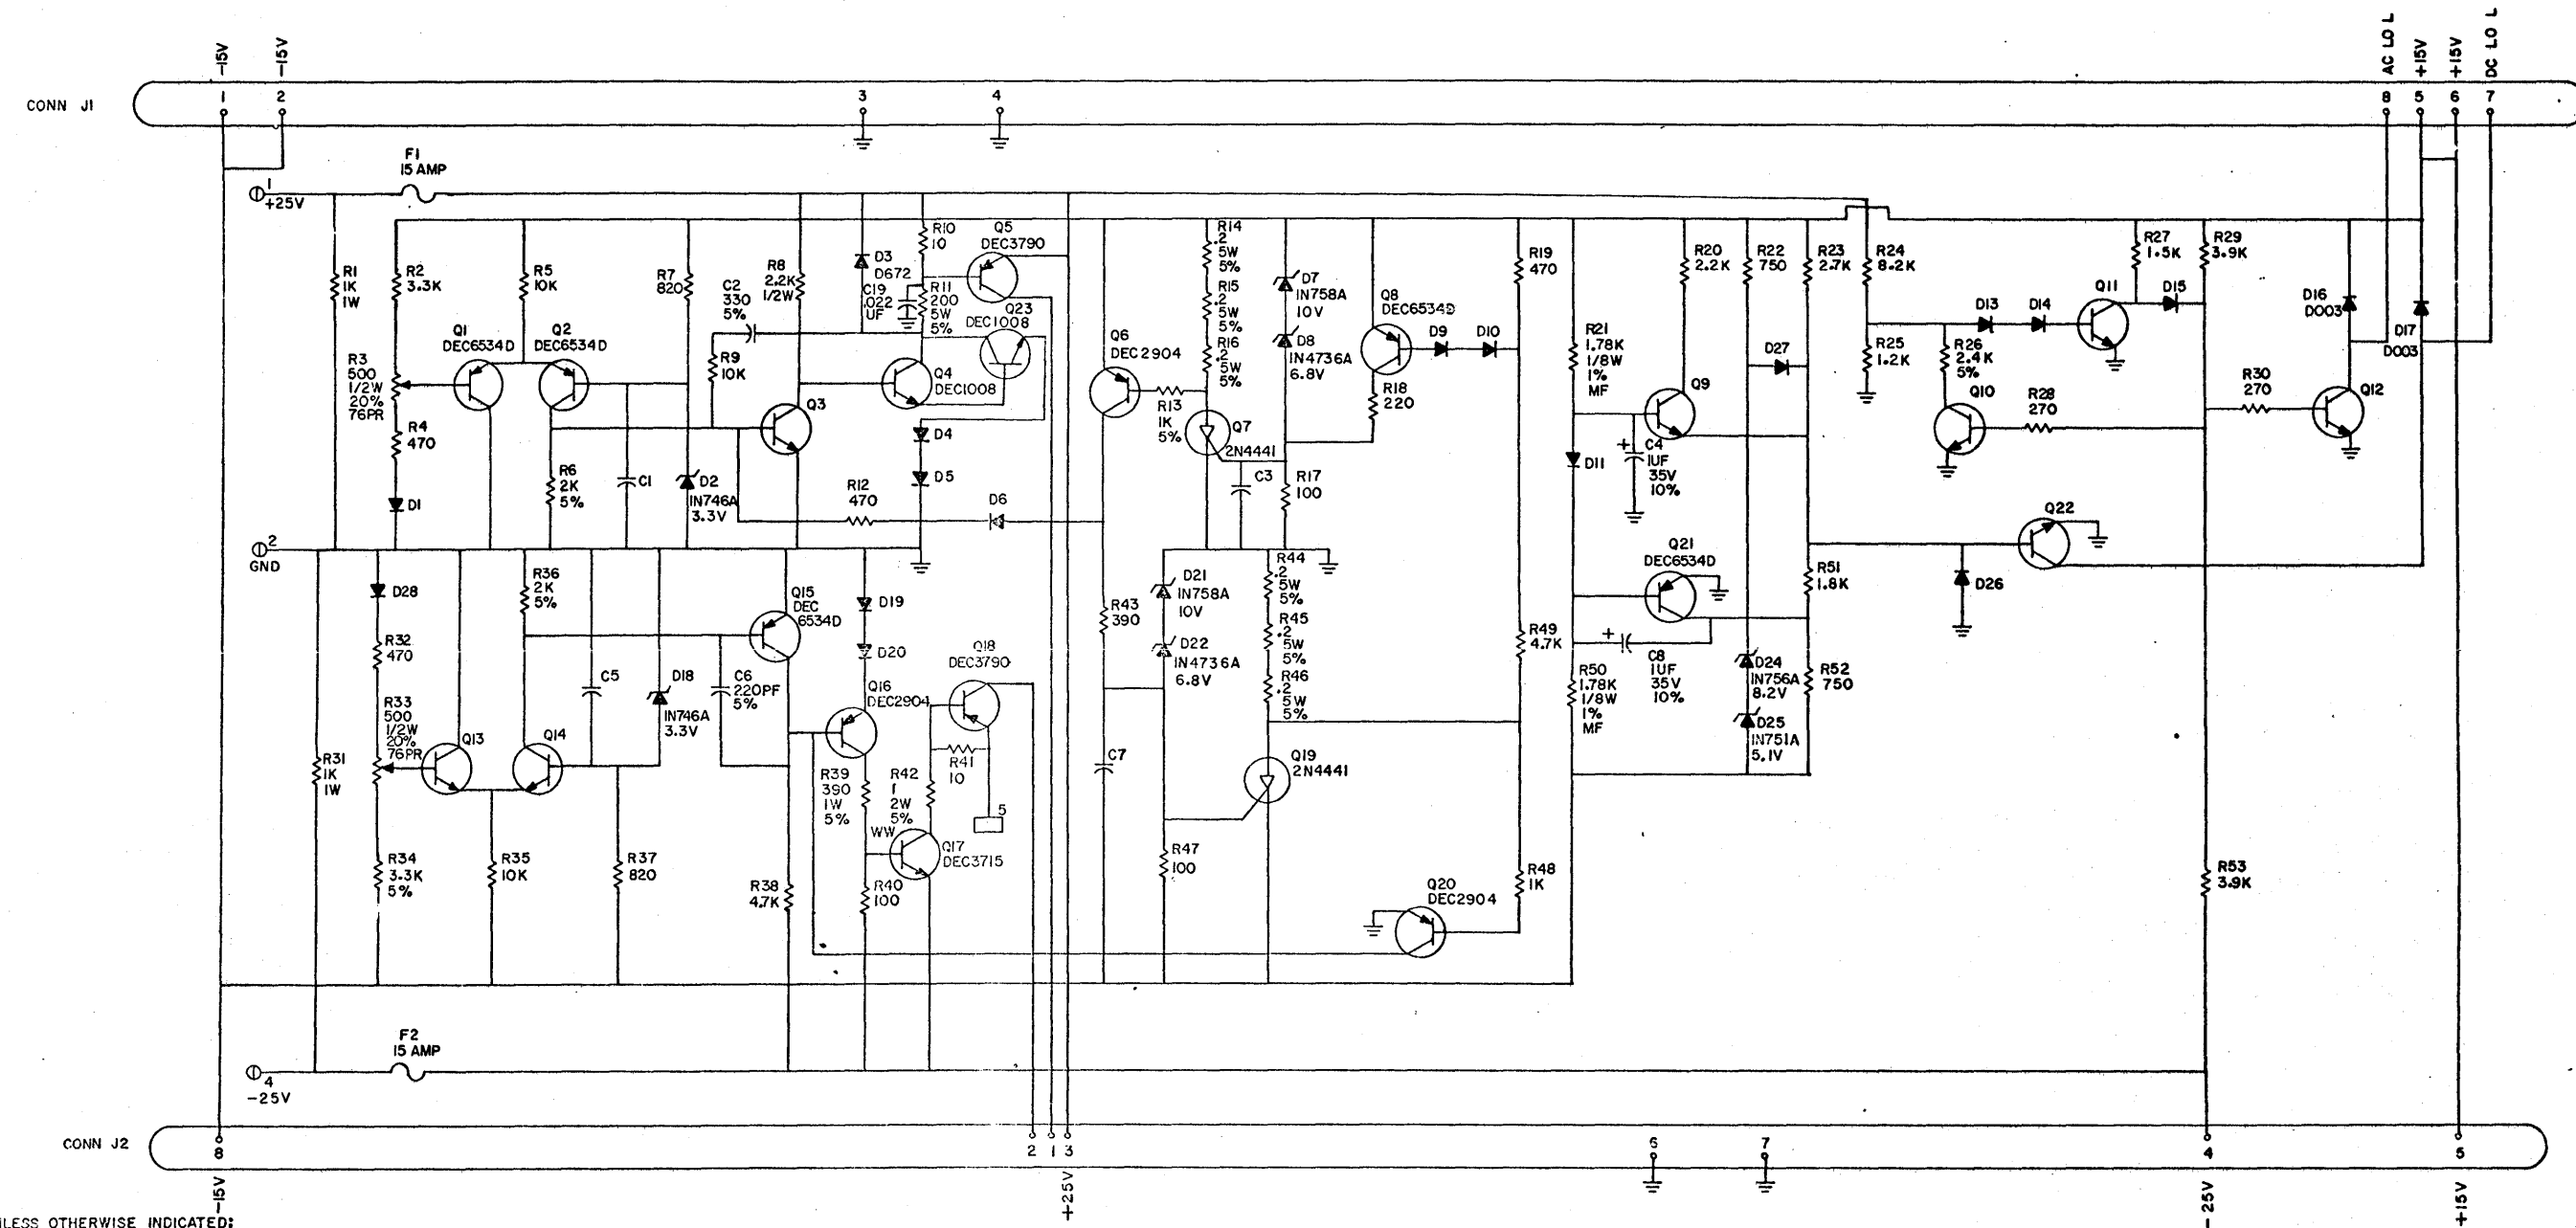 -15V
-15V
AC LO L
+15V
+15V
DC LO L
CONN J1
1
2
3
4
8
5
6
7
F1
15 AMP
1
+25V
R1
1K
1W
R2
3.3K
R3
500
1/2W
20%
76PR
R4
470
D1
Q1
DEC6534D
R5
10K
Q2
DEC6534D
R6
2K
5%
C1
R7
820
D2
IN746A
3.3V
C2
330
5%
R9
10K
R8
2.2K
1/2W
Q3
R12
470
D3
D672
C19
.022
UF
R10
10
R11
200
5W
5%
Q5
DEC3790
Q23
DEC1008
Q4
DEC1008
D4
D5
D6
Q6
DEC2904
R13
1K
5%
R14
.2
5W
5%
R15
.2
5W
5%
R16
.2
5W
5%
Q7
2N4441
C3
R17
100
D7
IN758A
10V
D8
IN4736A
6.8V
Q8
DEC6534D
R18
220
D9
D10
R19
470
R21
1.78K
1/8W
1%
MF
D11
C4
+
1UF
35V
10%
R20
2.2K
Q9
R22
750
D27
R23
2.7K
R24
8.2K
R25
1.2K
R26
2.4K
5%
D13
D14
Q11
R27
1.5K
D15
R29
3.9K
Q10
R28
270
R30
270
D16
D003
D17
D003
Q12
2
GND
D28
R32
470
R33
500
1/2W
20%
76PR
R31
1K
1W
R34
3.3K
5%
Q13
R35
10K
R36
2K
5%
Q14
C5
D18
IN746A
3.3V
R37
820
C6
220PF
5%
Q15
DEC
6534D
R38
4.7K
D19
D20
Q16
DEC2904
R39
390
1W
5%
R42
1
2W
5%
WW
R40
100
Q17
DEC3715
Q18
DEC3790
R41
10
5
R43
390
C7
D21
IN758A
10V
D22
IN4736A
6.8V
R47
100
R44
.2
5W
5%
R45
.2
5W
5%
R46
.2
5W
5%
Q19
2N4441
R49
4.7K
R48
1K
Q20
DEC2904
R50
1.78K
1/8W
1%
MF
Q21
DEC6534D
+
C8
1UF
35V
10%
D24
IN756A
8.2V
D25
IN751A
5.1V
R51
1.8K
R52
750
Q22
D26
R53
3.9K
F2
15 AMP
4
-25V
CONN J2
8
2
1
3
6
7
4
5
-15V
+25V
-25V
+15V
NLESS OTHERWISE INDICATED: